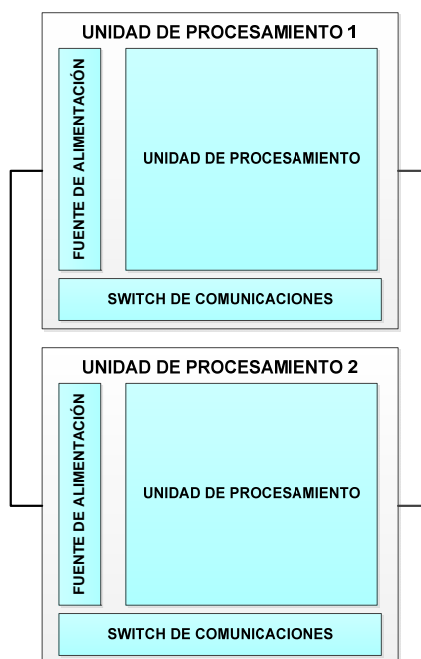 UNIDAD DE PROCESAMIENTO 1
FUENTE DE ALIMENTACIÓN
UNIDAD DE PROCESAMIENTO
SWITCH DE COMUNICACIONES
UNIDAD DE PROCESAMIENTO 2
FUENTE DE ALIMENTACIÓN
UNIDAD DE PROCESAMIENTO
SWITCH DE COMUNICACIONES